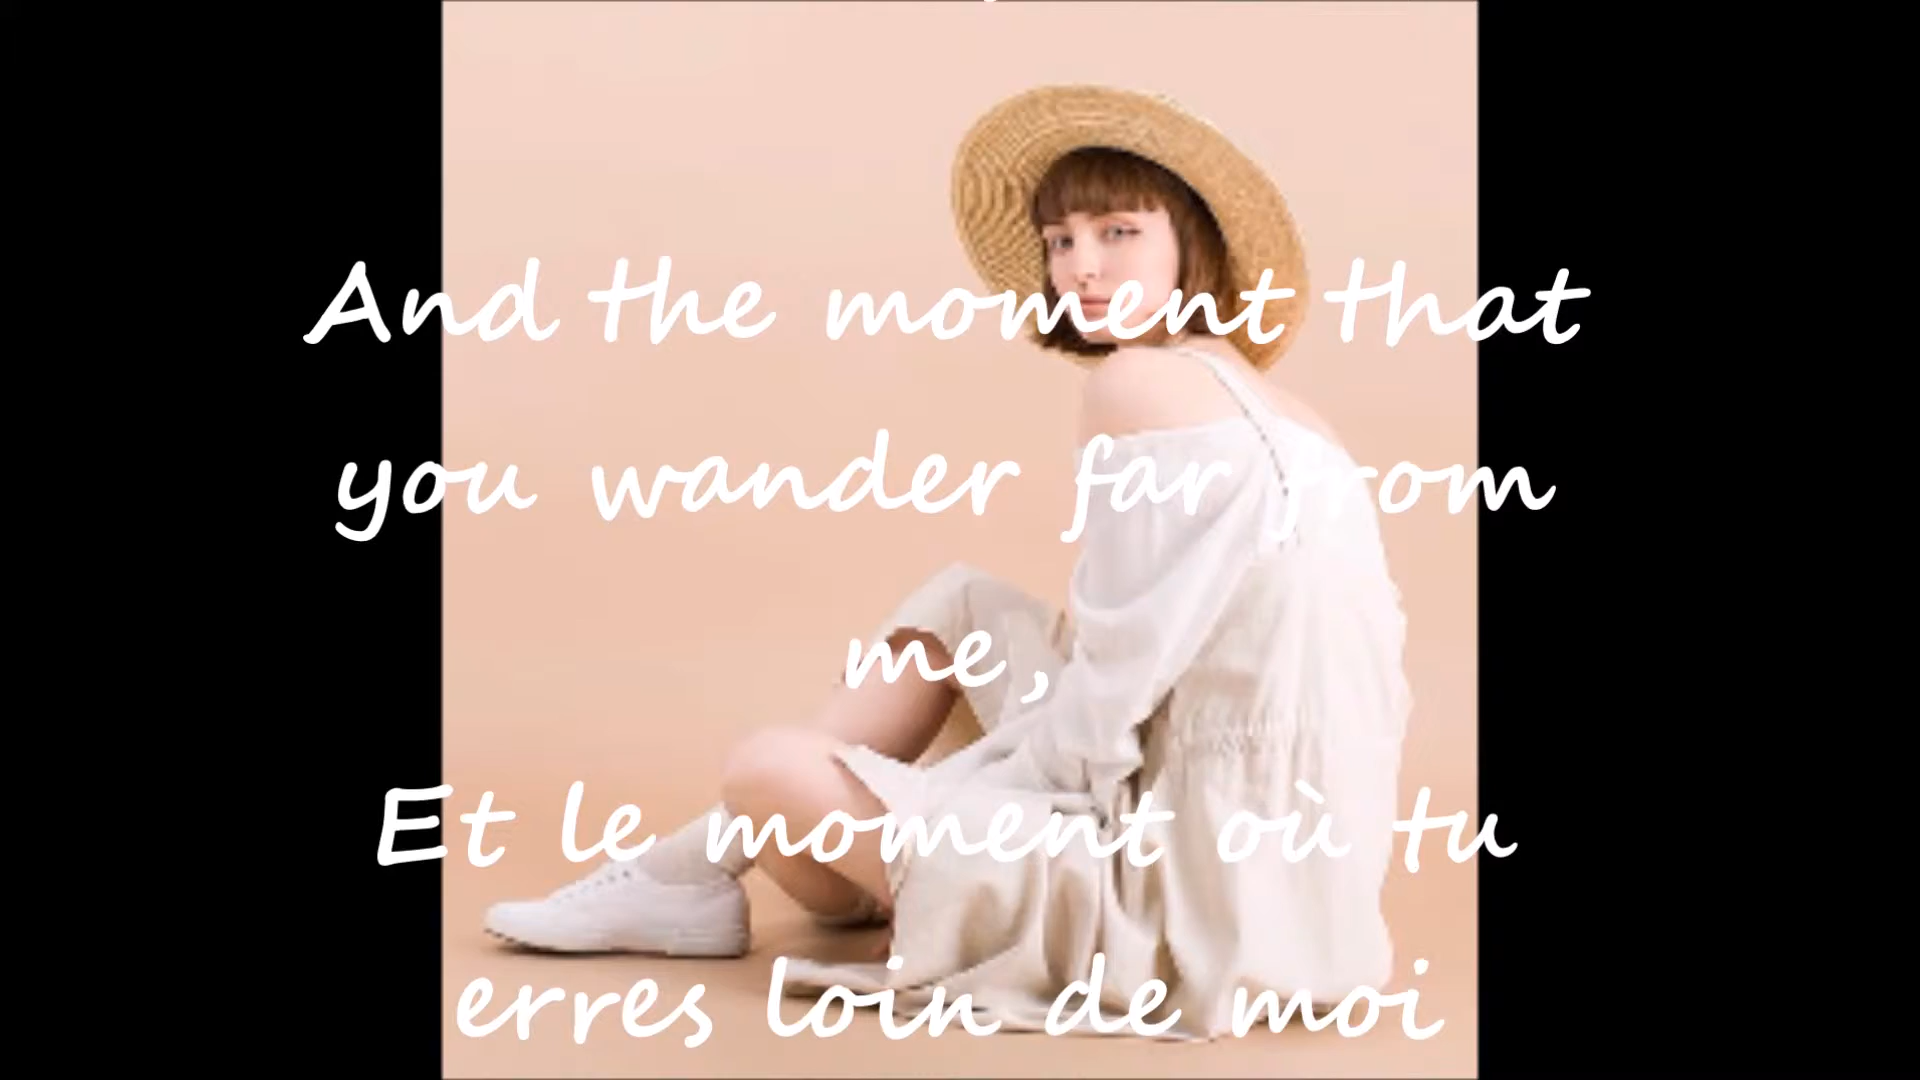 And the moment that
you wander far from
me,
Et le moment où tu
erres loin de moi